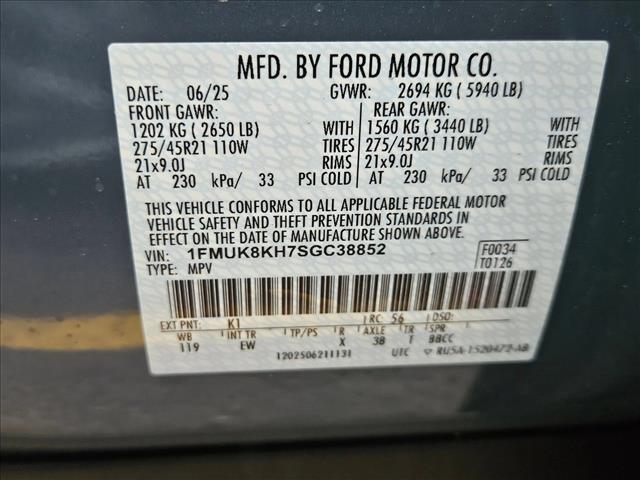 MFD. BY FORD MOTOR CO.
DATE: 06/25 GVWR: 2694 KG ( 5940 LB)
FRONT GAWR: REAR GAWR:
1202 KG ( 2650 LB) WITH 1560 KG ( 3440 LB) WITH
275/45R21 110W TIRES 275/45R21 110W TIRES
21x9.0J RIMS 21x9.0J RIMS
AT 230 kPa/ 33 PSI COLD AT 230 kPa/ 33 PSI COLD
THIS VEHICLE CONFORMS TO ALL APPLICABLE FEDERAL MOTOR
VEHICLE SAFETY AND THEFT PREVENTION STANDARDS IN
EFFECT ON THE DATE OF MANUFACTURE SHOWN ABOVE.
VIN: 1FMUK8KH7SGC38852 F0034
TYPE: MPV T0126
EXT PNT: K1 RC: 56 DSO:
WB INT TR TP/PS R AXLE TR SPR
119 EW X 3B T BBCC
1202506211131 UTC RU5A-1520472-AB